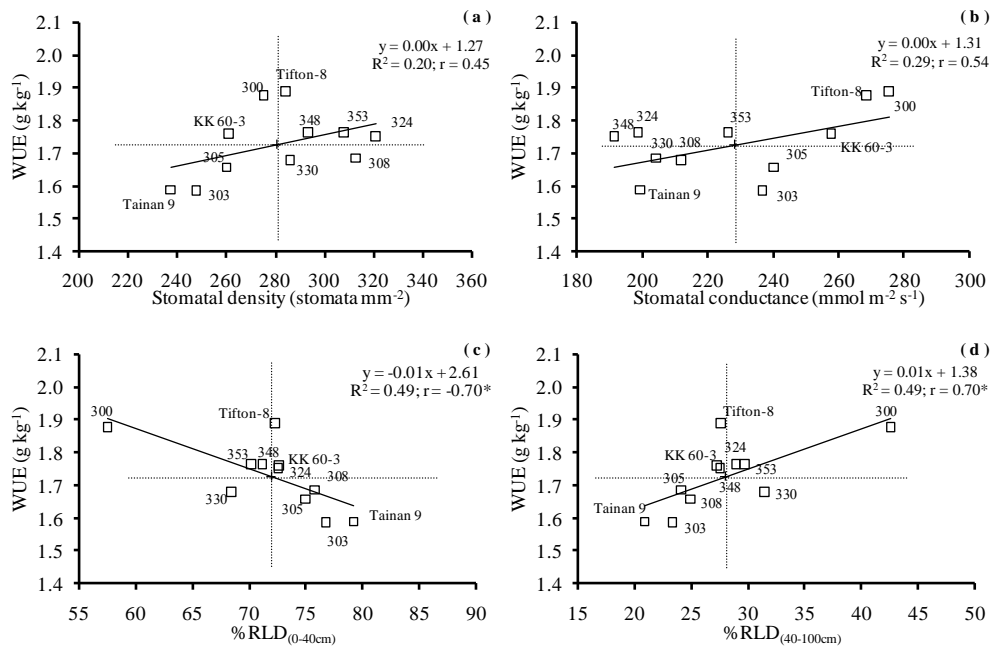 ( a )
y = 0.00x + 1.27
R² = 0.20; r = 0.45
WUE (g kg⁻¹)
2.1
2.0
1.9
1.8
1.7
1.6
1.5
1.4
Tifton-8
300
KK 60-3
348
353
324
305
330
308
Tainan 9
303
200 220 240 260 280 300 320 340 360
Stomatal density (stomata mm⁻²)
( b )
y = 0.00x + 1.31
R² = 0.29; r = 0.54
WUE (g kg⁻¹)
2.1
2.0
1.9
1.8
1.7
1.6
1.5
1.4
Tifton-8
300
324
348
353
330
308
KK 60-3
305
Tainan 9
303
180 200 220 240 260 280 300
Stomatal conductance (mmol m⁻² s⁻¹)
( c )
y = -0.01x + 2.61
R² = 0.49; r = -0.70*
WUE (g kg⁻¹)
2.1
2.0
1.9
1.8
1.7
1.6
1.5
1.4
300
Tifton-8
353
348
KK 60-3
324
308
330
305
Tainan 9
303
55 60 65 70 75 80 85 90
%RLD(0-40cm)
( d )
y = 0.01x + 1.38
R² = 0.49; r = 0.70*
WUE (g kg⁻¹)
2.1
2.0
1.9
1.8
1.7
1.6
1.5
1.4
Tifton-8
300
324
KK 60-3
353
305
348
308
330
Tainan 9
303
15 20 25 30 35 40 45 50
%RLD(40-100cm)